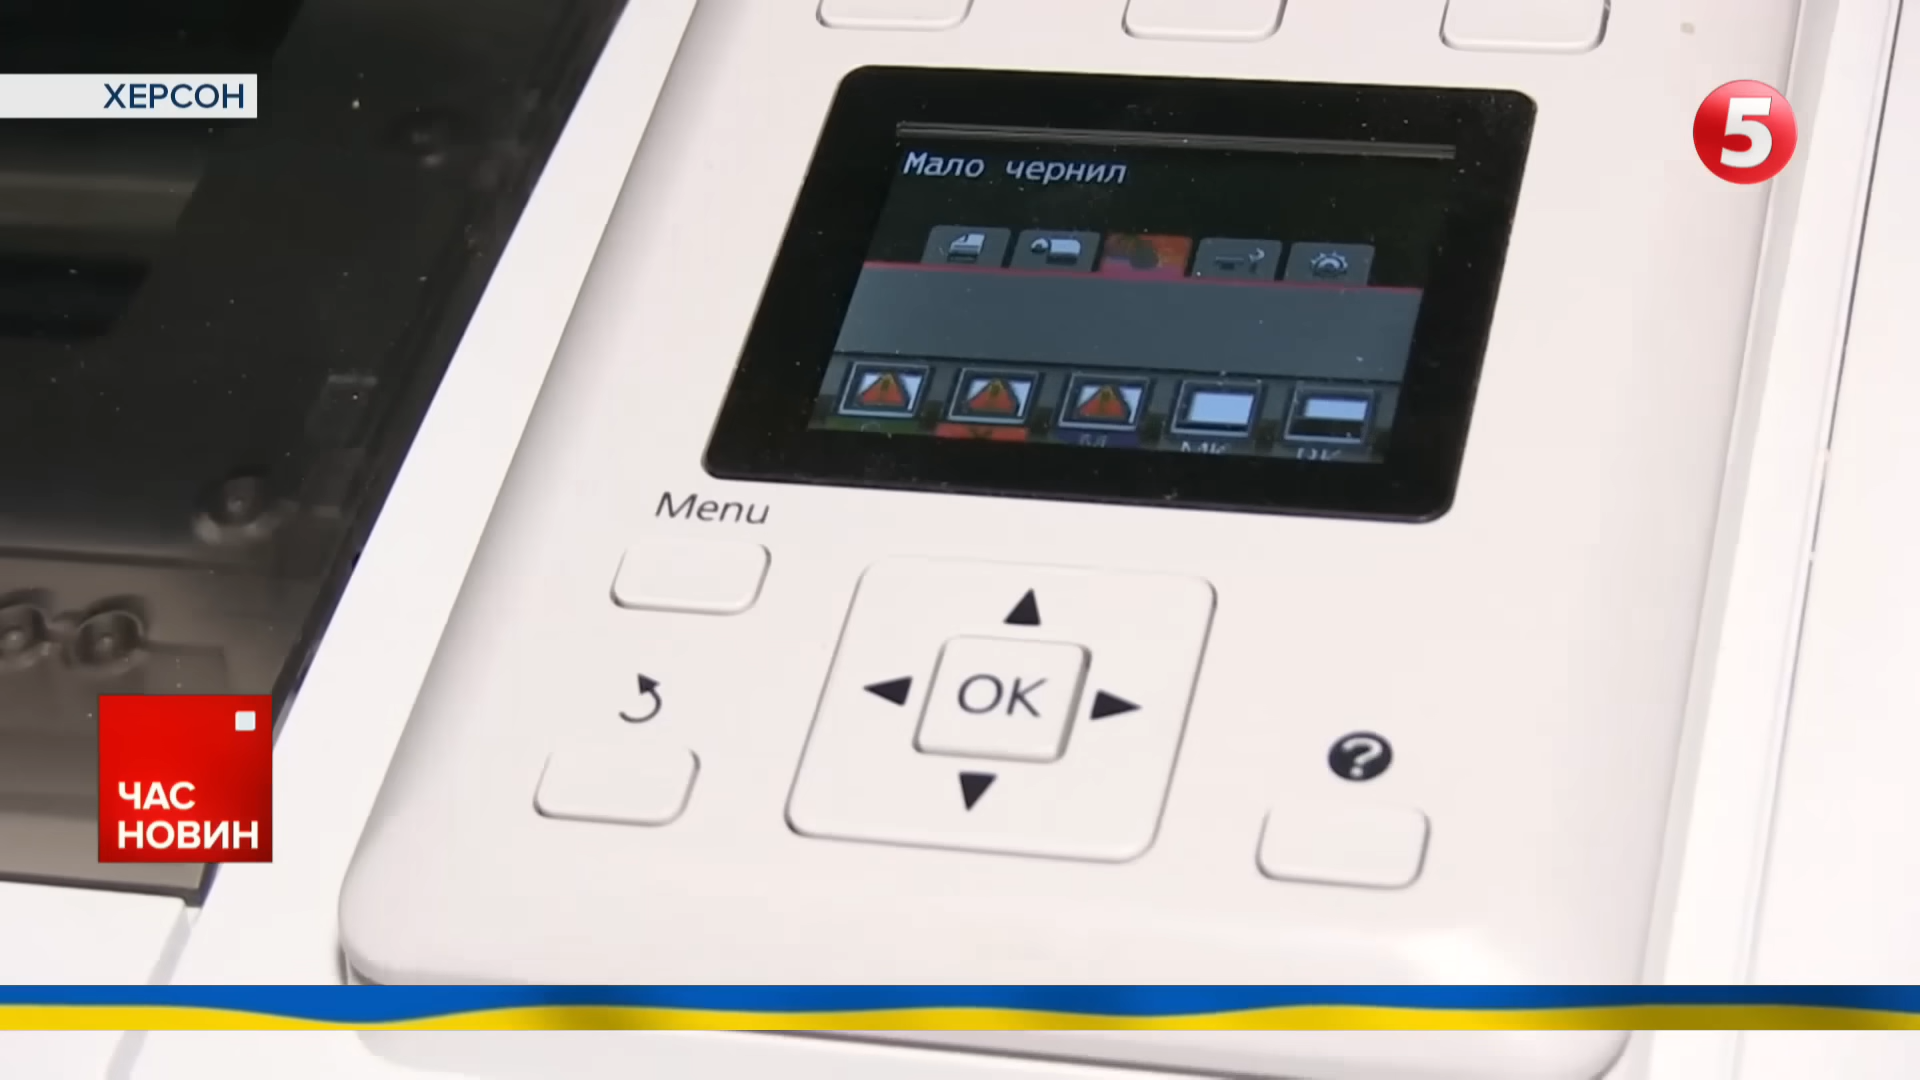 ХЕРСОН
5
Мало чернил
Menu
OK
?
ЧАС
НОВИН